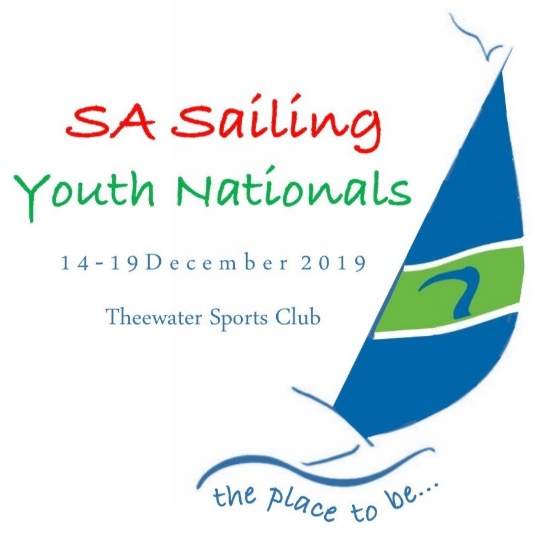 SA Sailing
Youth Nationals
14-19December 2019
Theewater Sports Club
the place to be...